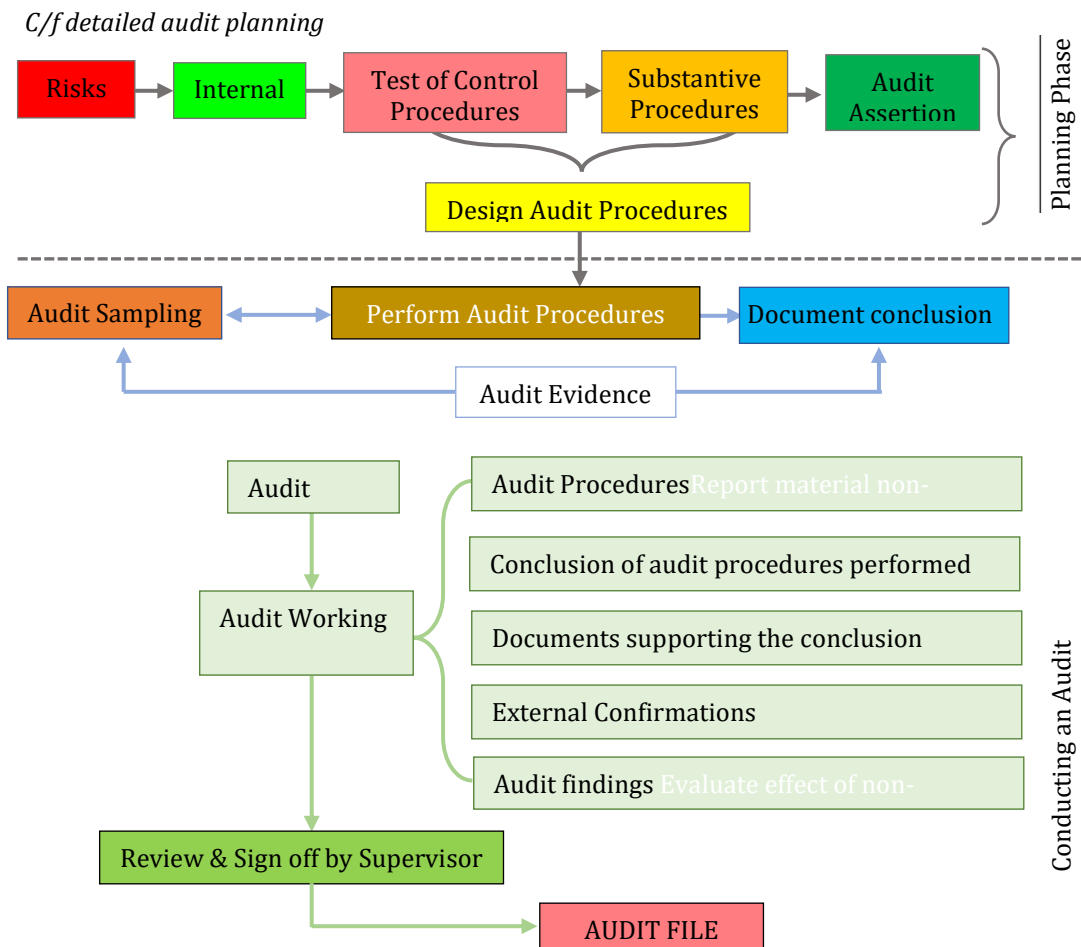 C/f detailed audit planning
Risks
Internal
Test of Control
Procedures
Substantive
Procedures
Audit
Assertion
Planning Phase
Design Audit Procedures
Audit Sampling
Perform Audit Procedures
Document conclusion
Audit Evidence
Audit
Audit Procedures Report material non-
Conclusion of audit procedures performed
Audit Working
Documents supporting the conclusion
External Confirmations
Audit findings Evaluate effect of non-
Conducting an Audit
Review & Sign off by Supervisor
AUDIT FILE